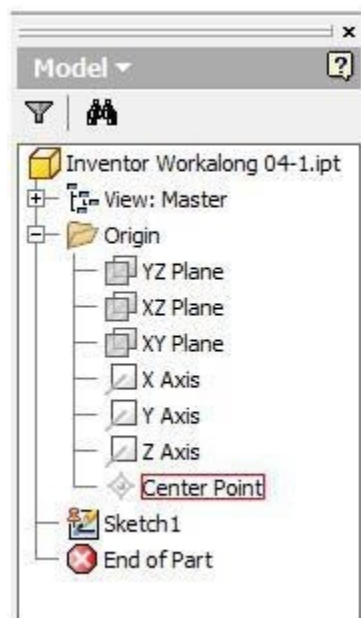 Model
Inventor Workalong 04-1.ipt
View: Master
Origin
YZ Plane
XZ Plane
XY Plane
X Axis
Y Axis
Z Axis
Center Point
Sketch1
End of Part